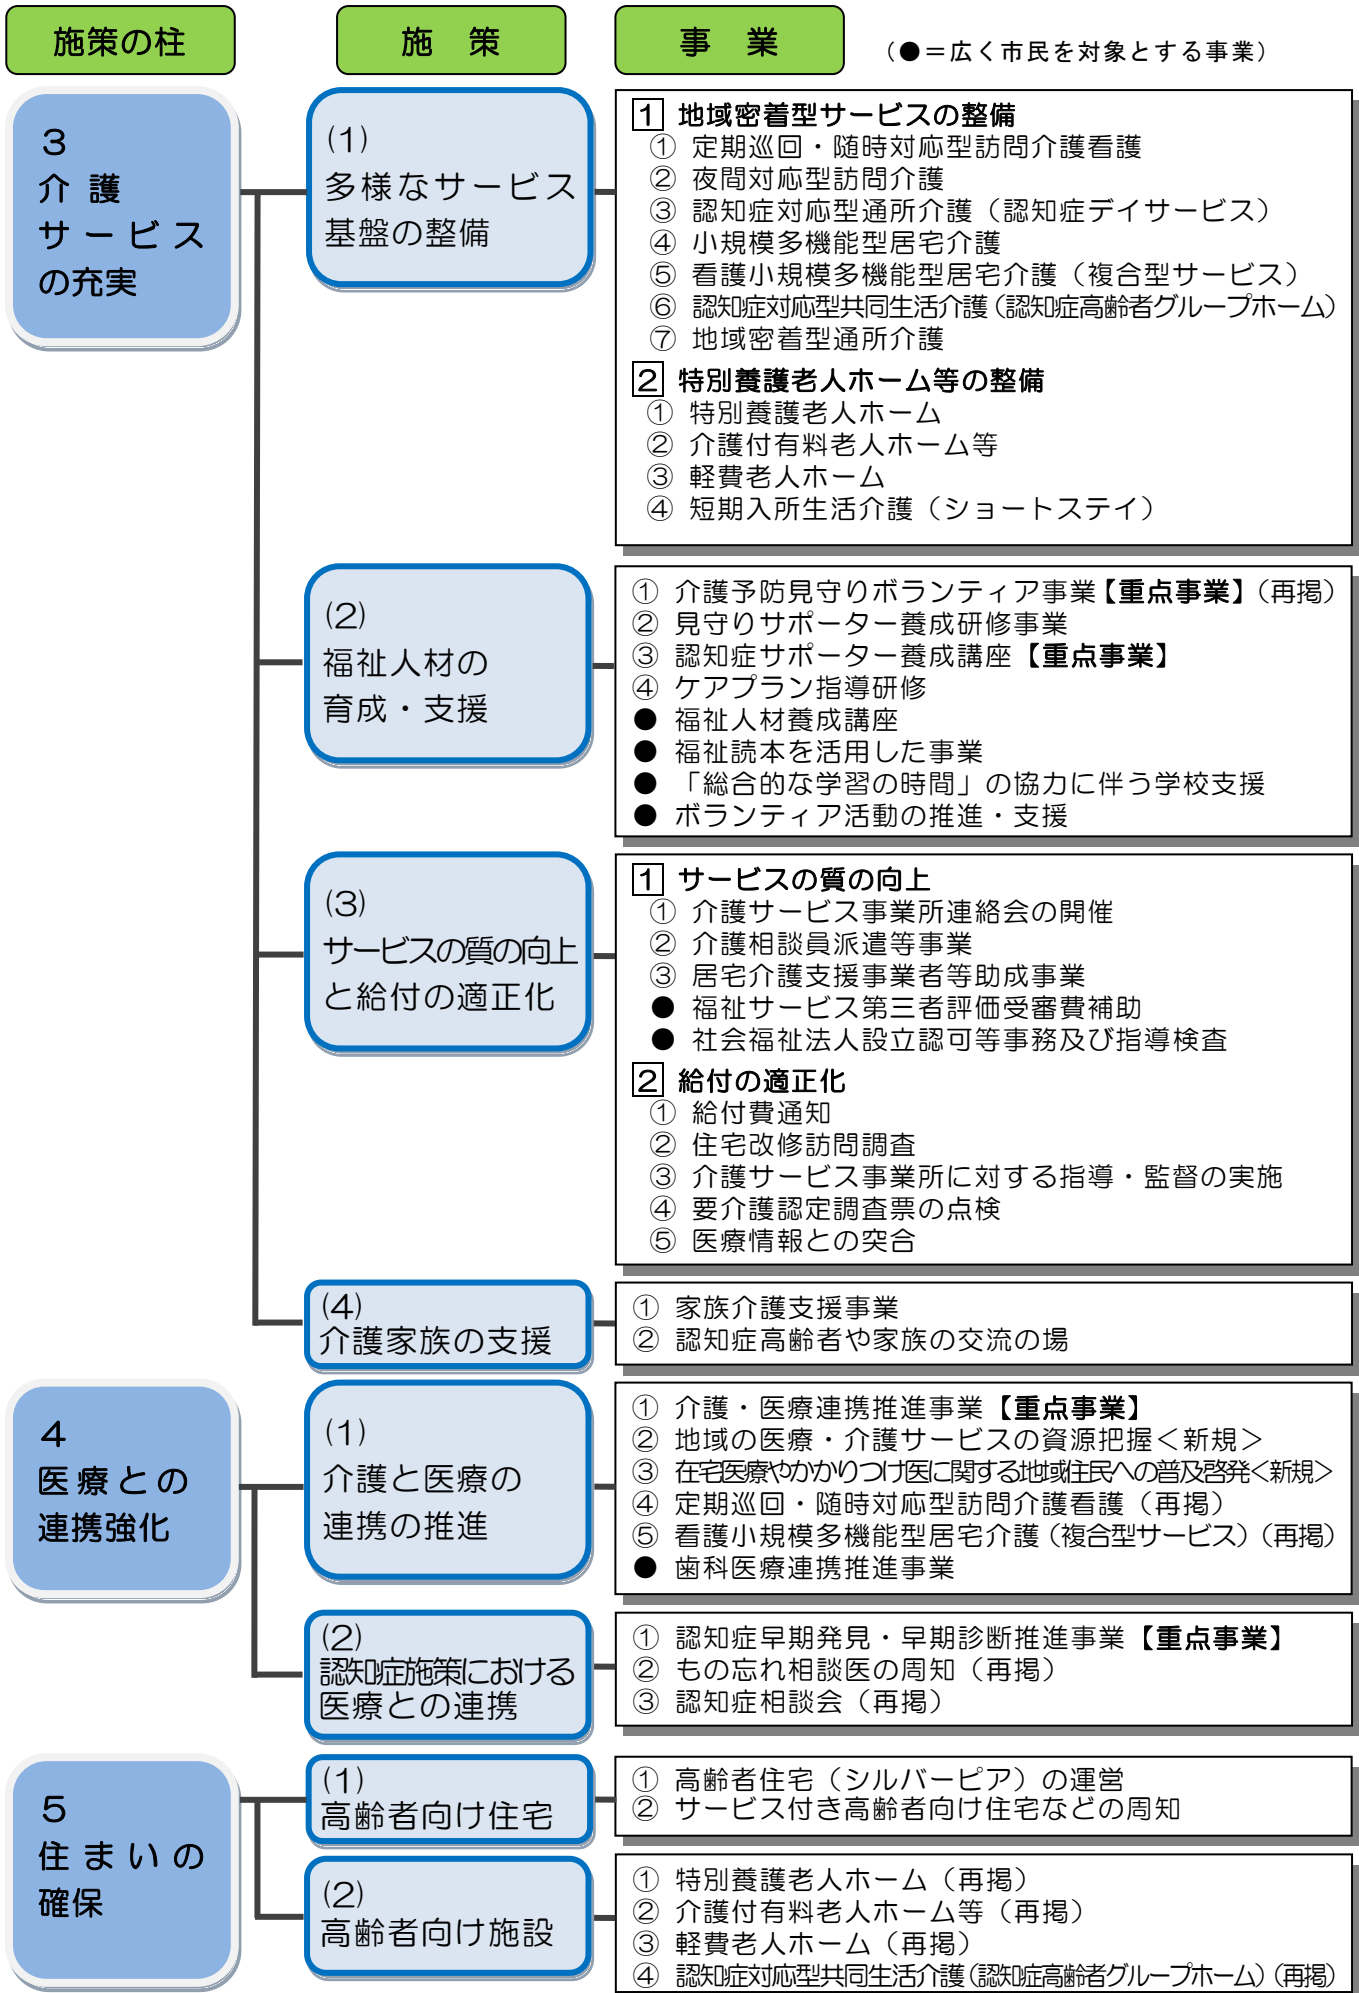 施策の柱
施　策
事　業
（●＝広く市民を対象とする事業）
3
介 護
サービス
の充実
(1)
多様なサービス
基盤の整備
1 地域密着型サービスの整備
① 定期巡回・随時対応型訪問介護看護
② 夜間対応型訪問介護
③ 認知症対応型通所介護（認知症デイサービス）
④ 小規模多機能型居宅介護
⑤ 看護小規模多機能型居宅介護（複合型サービス）
⑥ 認知症対応型共同生活介護（認知症高齢者グループホーム）
⑦ 地域密着型通所介護
2 特別養護老人ホーム等の整備
① 特別養護老人ホーム
② 介護付有料老人ホーム等
③ 軽費老人ホーム
④ 短期入所生活介護（ショートステイ）
(2)
福祉人材の
育成・支援
① 介護予防見守りボランティア事業【重点事業】（再掲）
② 見守りサポーター養成研修事業
③ 認知症サポーター養成講座【重点事業】
④ ケアプラン指導研修
● 福祉人材養成講座
● 福祉読本を活用した事業
● 「総合的な学習の時間」の協力に伴う学校支援
● ボランティア活動の推進・支援
(3)
サービスの質の向上
と給付の適正化
1 サービスの質の向上
① 介護サービス事業所連絡会の開催
② 介護相談員派遣等事業
③ 居宅介護支援事業者等助成事業
● 福祉サービス第三者評価受審費補助
● 社会福祉法人設立認可等事務及び指導検査
2 給付の適正化
① 給付費通知
② 住宅改修訪問調査
③ 介護サービス事業所に対する指導・監督の実施
④ 要介護認定調査票の点検
⑤ 医療情報との突合
(4)
介護家族の支援
① 家族介護支援事業
② 認知症高齢者や家族の交流の場
4
医療との
連携強化
(1)
介護と医療の
連携の推進
① 介護・医療連携推進事業【重点事業】
② 地域の医療・介護サービスの資源把握＜新規＞
③ 在宅医療やかかりつけ医に関する地域住民への普及啓発＜新規＞
④ 定期巡回・随時対応型訪問介護看護（再掲）
⑤ 看護小規模多機能型居宅介護（複合型サービス）（再掲）
● 歯科医療連携推進事業
(2)
認知症施策における
医療との連携
① 認知症早期発見・早期診断推進事業【重点事業】
② もの忘れ相談医の周知（再掲）
③ 認知症相談会（再掲）
5
住まいの
確保
(1)
高齢者向け住宅
① 高齢者住宅（シルバーピア）の運営
② サービス付き高齢者向け住宅などの周知
(2)
高齢者向け施設
① 特別養護老人ホーム（再掲）
② 介護付有料老人ホーム等（再掲）
③ 軽費老人ホーム（再掲）
④ 認知症対応型共同生活介護（認知症高齢者グループホーム）（再掲）